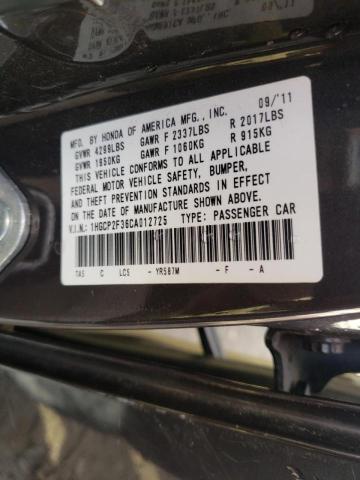 MFD. BY HONDA OF AMERICA MFG., INC. 09/'11
GVWR 4299LBS GAWR F 2337LBS R 2017LBS
GVWR 1950KG GAWR F 1060KG R 915KG
THIS VEHICLE CONFORMS TO ALL APPLICABLE
FEDERAL MOTOR VEHICLE SAFETY, BUMPER,
AND THEFT PREVENTION STANDARDS IN EFFECT
ON THE DATE OF MANUFACTURE SHOWN ABOVE.
V.I.N.: 1HGCP2F36CA012725 TYPE: PASSENGER CAR
TA5 C LC5 - YR587M - F - A